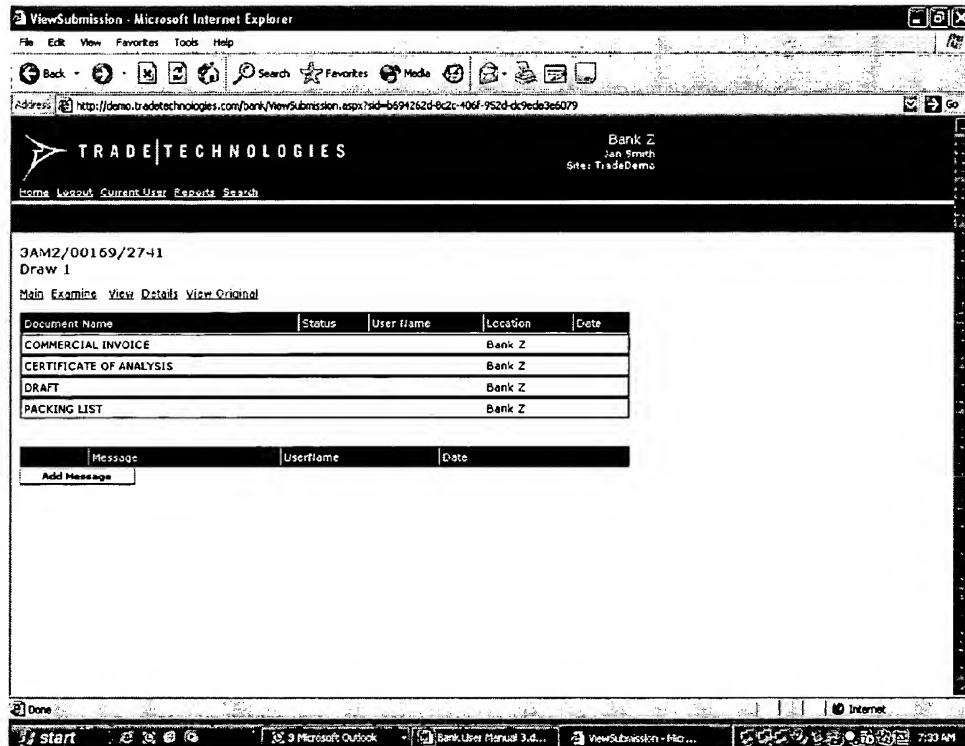 ViewSubmission - Microsoft Internet Explorer
File Edit View Favorites Tools Help
Back Search Favorites Media
Address http://demo.tradetechnologies.com/bank/ViewSubmission.aspx?sid=b694262d-8c2c-406f-952d-dc9ede3e6079 Go
TRADE|TECHNOLOGIES
Bank Z
Jan Smith
Site: TradeDemo
Home Logout Current User Reports Search
3AM2/00169/2741
Draw 1
Main Examine View Details View Original
Document Name Status User Name Location Date
COMMERCIAL INVOICE Bank Z
CERTIFICATE OF ANALYSIS Bank Z
DRAFT Bank Z
PACKING LIST Bank Z
Message UserName Date
Add Message
Done Internet
start 3 Microsoft Outlook Bank User Manual 3.d... ViewSubmission - Mic... 7:33 AM